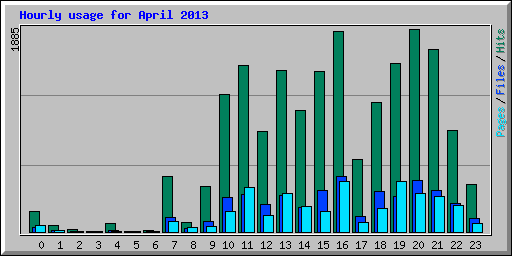 Hourly usage for April 2013
1885
Pages/Files/Hits
0 1 2 3 4 5 6 7 8 9 10 11 12 13 14 15 16 17 18 19 20 21 22 23